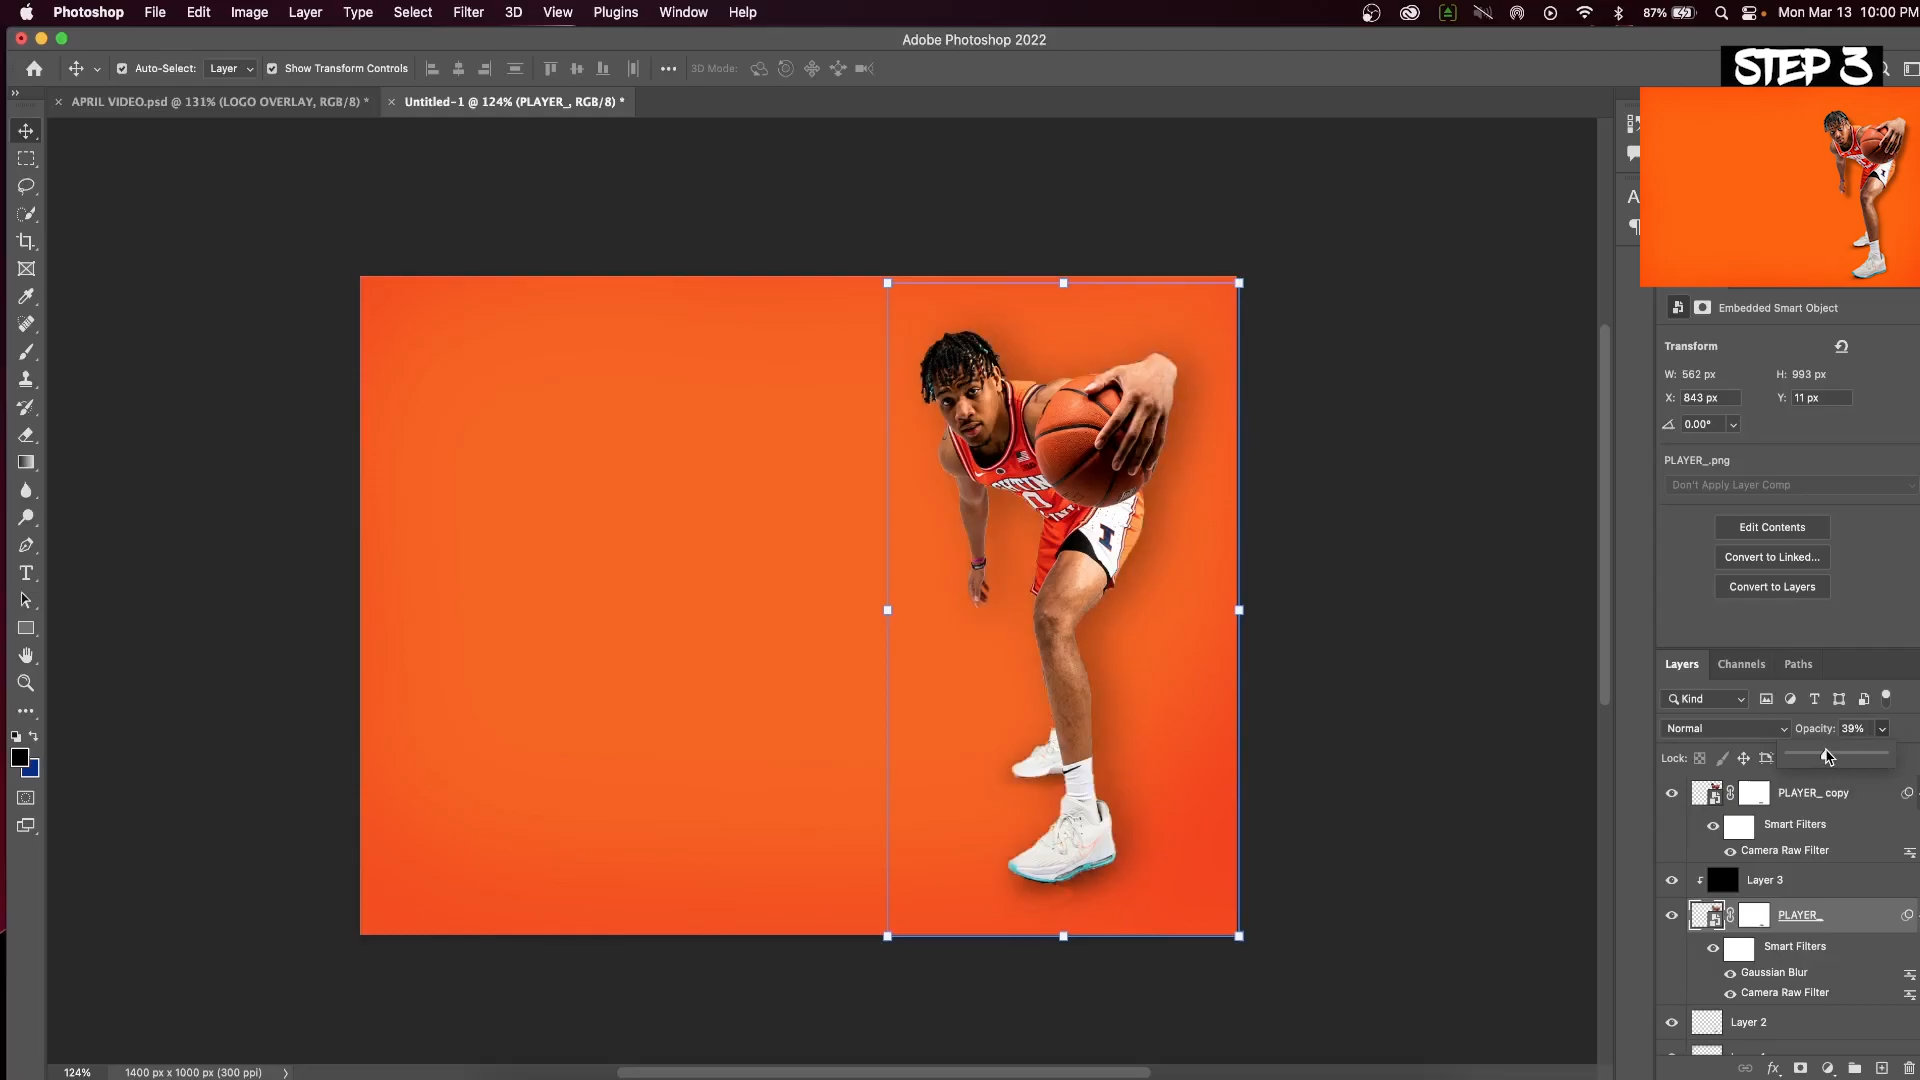 Photoshop File Edit Image Layer Type Select Filter 3D View Plugins Window Help 87% Mon Mar 13 10:00 PM
Adobe Photoshop 2022
STEP 3
Auto-Select: Layer Show Transform Controls 3D Mode:
APRIL VIDEO.psd @ 131% (LOGO OVERLAY, RGB/8) * Untitled-1 @ 124% (PLAYER_, RGB/8) *
Embedded Smart Object
Transform
W: 562 px H: 993 px
X: 843 px Y: 11 px
0.00°
PLAYER_.png
Don't Apply Layer Comp
Edit Contents
Convert to Linked...
Convert to Layers
Layers Channels Paths
Kind
Normal Opacity: 39%
Lock:
PLAYER_ copy
Smart Filters
Camera Raw Filter
Layer 3
PLAYER_
Smart Filters
Gaussian Blur
Camera Raw Filter
Layer 2
124% 1400 px x 1000 px (300 ppi)